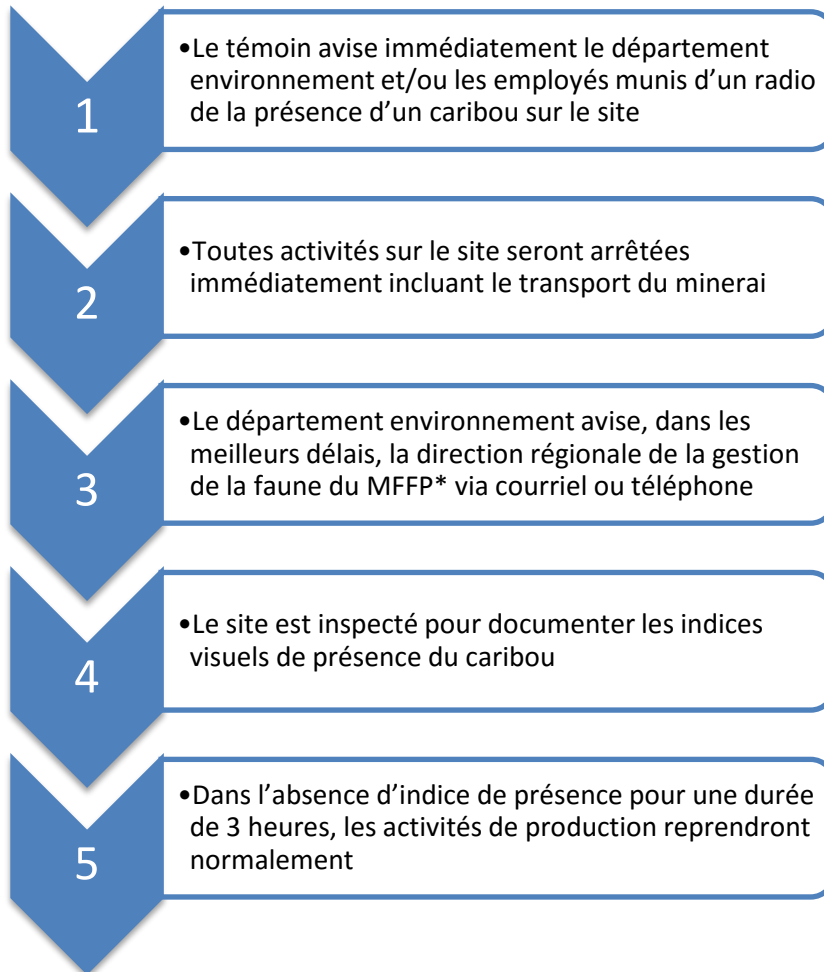 1
•Le témoin avise immédiatement le département
environnement et/ou les employés munis d’un radio
de la présence d’un caribou sur le site
2
•Toutes activités sur le site seront arrêtées
immédiatement incluant le transport du minerai
3
•Le département environnement avise, dans les
meilleurs délais, la direction régionale de la gestion
de la faune du MFFP* via courriel ou téléphone
4
•Le site est inspecté pour documenter les indices
visuels de présence du caribou
5
•Dans l’absence d’indice de présence pour une durée
de 3 heures, les activités de production reprendront
normalement